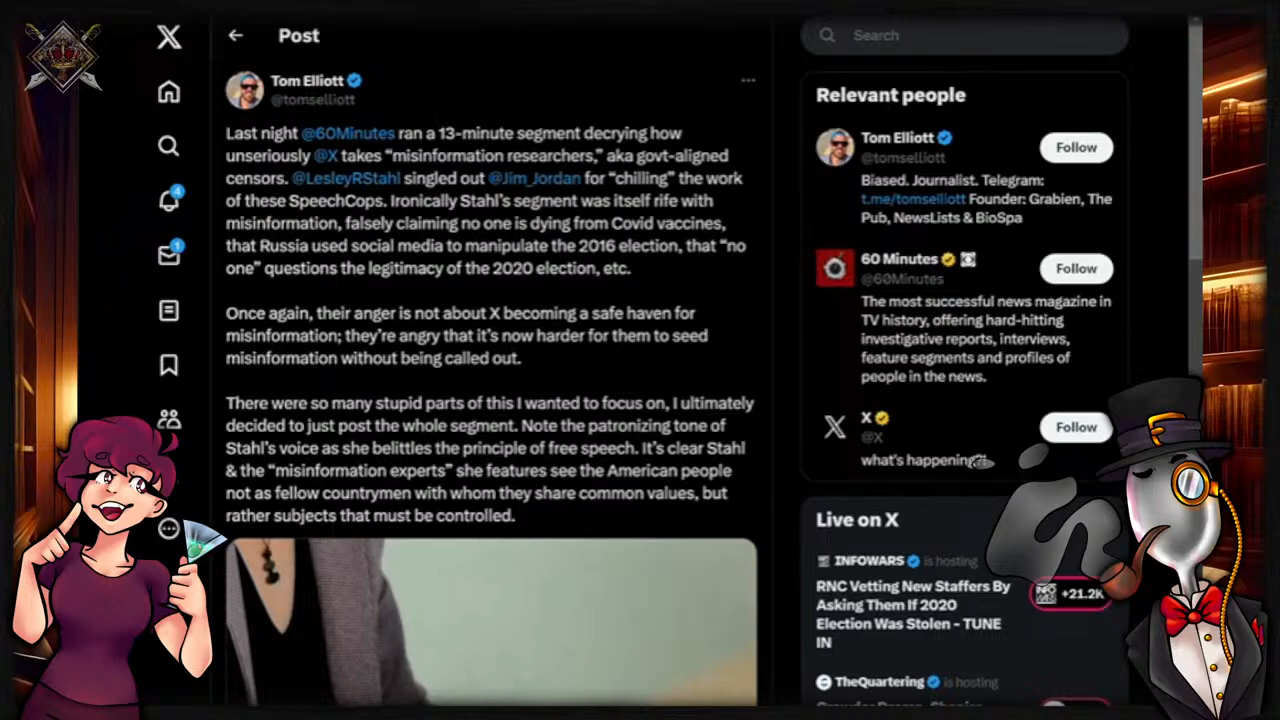 Post
Search
Tom Elliott
@tomselliott
Last night @60Minutes ran a 13-minute segment decrying how
unseriously @X takes “misinformation researchers,” aka govt-aligned
censors. @LesleyRStahl singled out @Jim_Jordan for “chilling” the work
of these SpeechCops. Ironically Stahl’s segment was itself rife with
misinformation, falsely claiming no one is dying from Covid vaccines,
that Russia used social media to manipulate the 2016 election, that “no
one” questions the legitimacy of the 2020 election, etc.
Once again, their anger is not about X becoming a safe haven for
misinformation; they’re angry that it’s now harder for them to seed
misinformation without being called out.
There were so many stupid parts of this I wanted to focus on, I ultimately
decided to just post the whole segment. Note the patronizing tone of
Stahl’s voice as she belittles the principle of free speech. It’s clear Stahl
& the “misinformation experts” she features see the American people
not as fellow countrymen with whom they share common values, but
rather subjects that must be controlled.
4
1
Relevant people
Tom Elliott
@tomselliott
Follow
Biased. Journalist. Telegram:
t.me/tomselliott Founder: Grabien, The
Pub, NewsLists & BioSpa
60 Minutes
@60Minutes
Follow
The most successful news magazine in
TV history, offering hard-hitting
investigative reports, interviews,
feature segments and profiles of
people in the news.
X
@X
Follow
what's happening
Live on X
INFOWARS is hosting
RNC Vetting New Staffers By
Asking Them If 2020
Election Was Stolen - TUNE
IN
+21.2K
TheQuartering is hosting